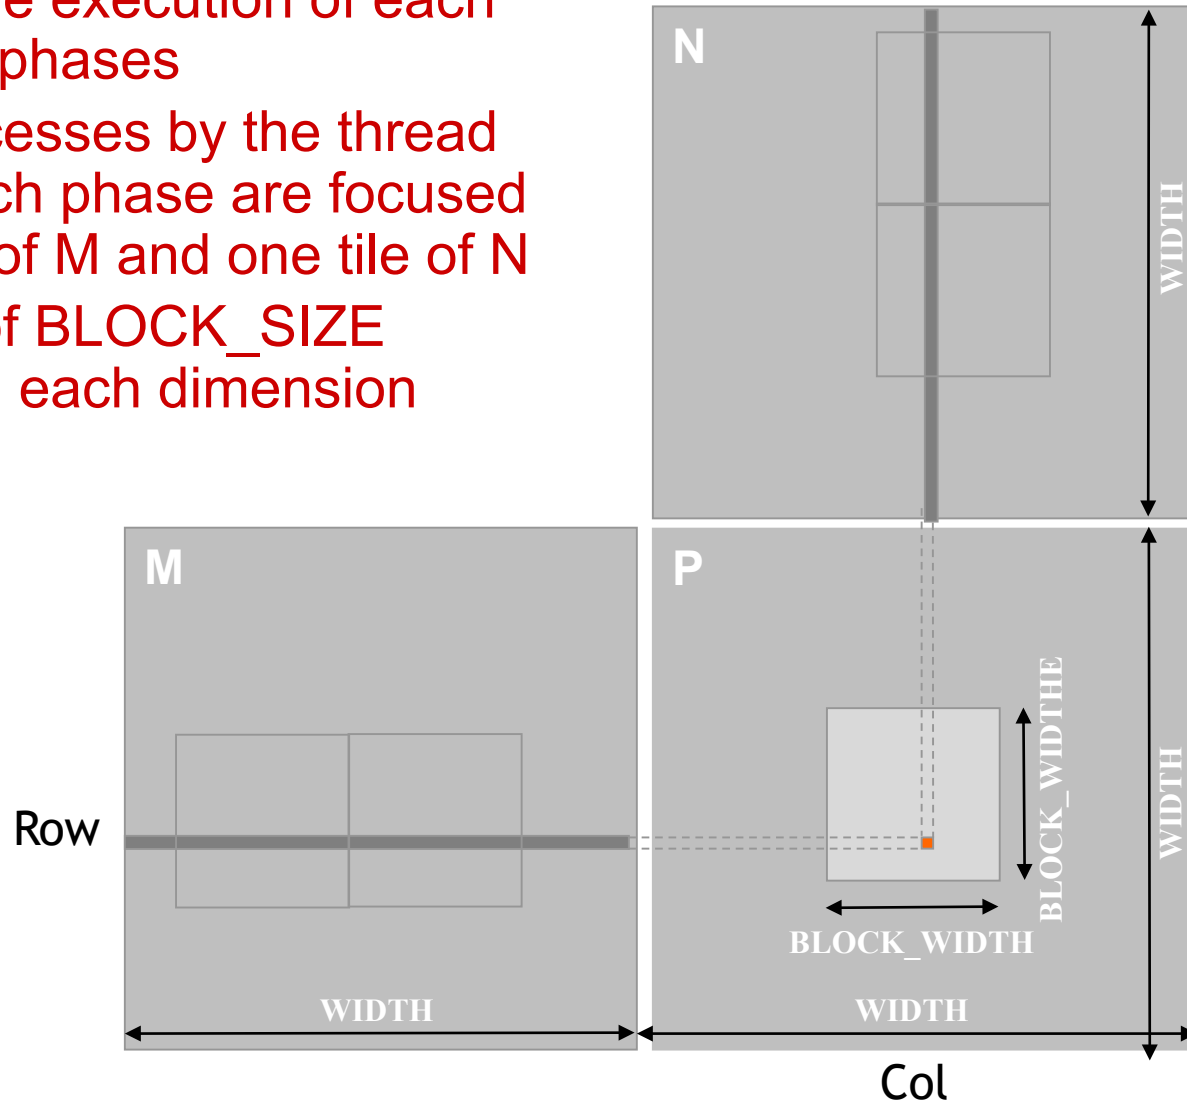 e execution of each
phases
cesses by the thread
ch phase are focused
of M and one tile of N
of BLOCK_SIZE
each dimension
N
WIDTH
M
P
Row
BLOCK_WIDTHE
WIDTH
BLOCK_WIDTH
WIDTH
WIDTH
Col